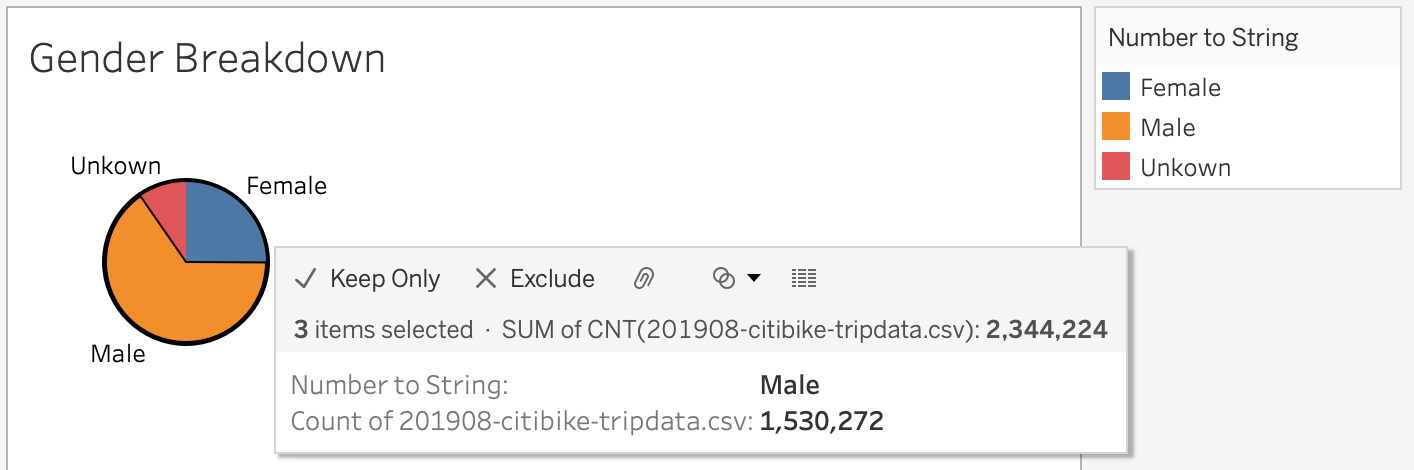 Gender Breakdown
Number to String
Female
Male
Unkown
Unkown
Female
Male
Keep Only Exclude
3 items selected · SUM of CNT(201908-citibike-tripdata.csv): 2,344,224
Number to String: Male
Count of 201908-citibike-tripdata.csv: 1,530,272